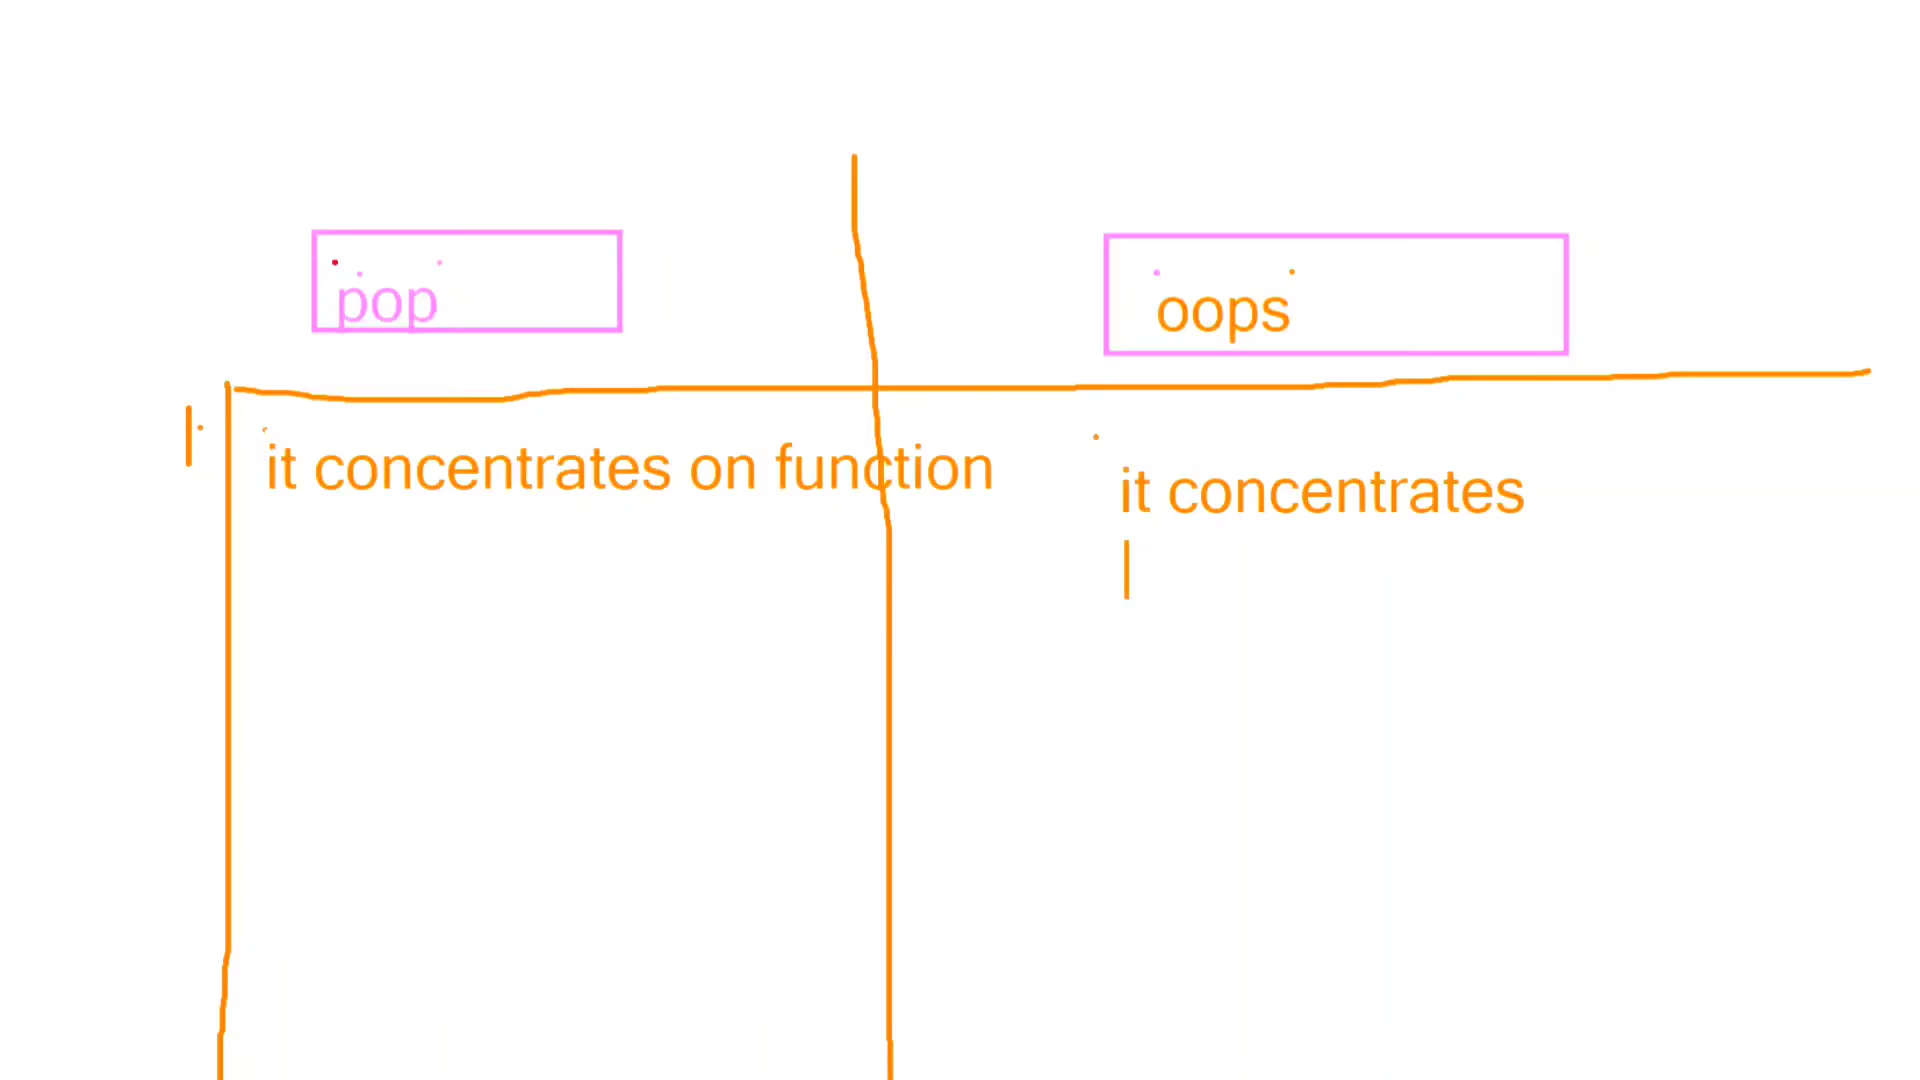 pop
oops
it concentrates on function
it concentrates